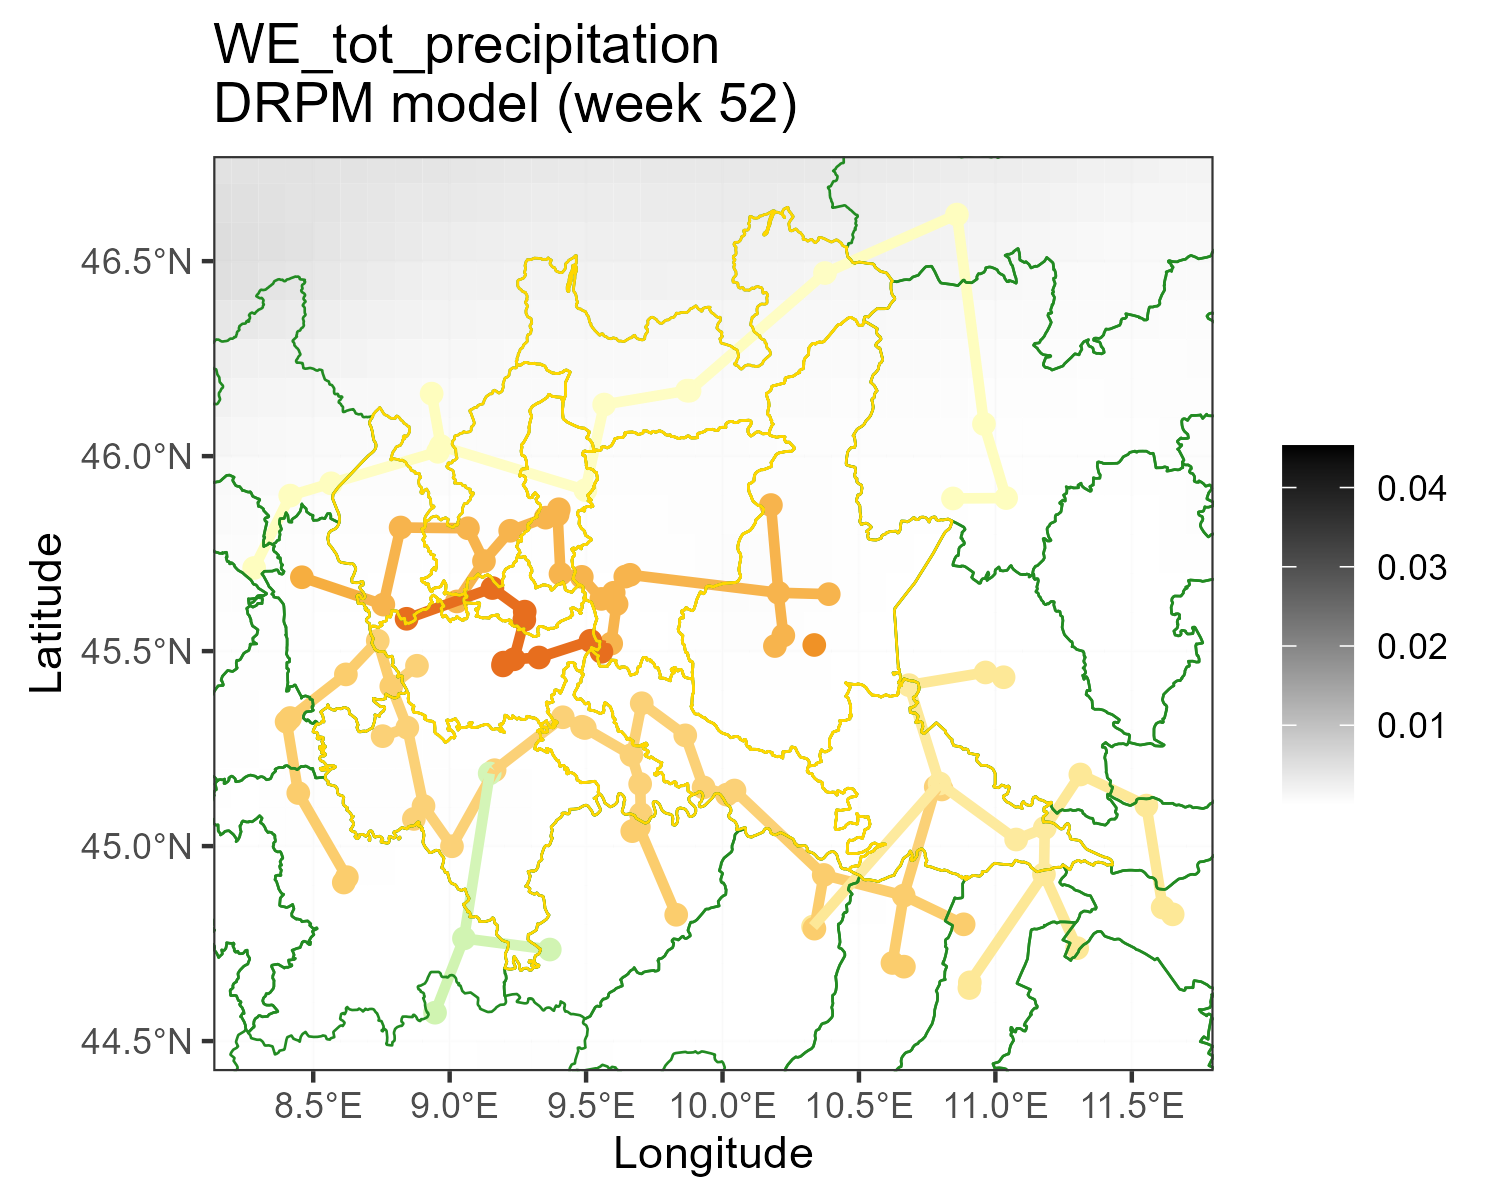 WE_tot_precipitation
DRPM model (week 52)
46.5°N
46.0°N
45.5°N
45.0°N
44.5°N
Latitude
8.5°E 9.0°E 9.5°E 10.0°E 10.5°E 11.0°E 11.5°E
Longitude
0.04
0.03
0.02
0.01